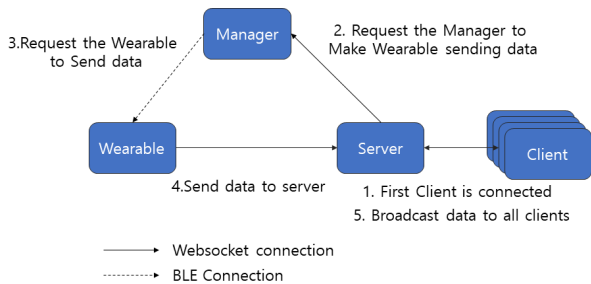 3.Request the Wearable
to Send data
Manager
2. Request the Manager to
Make Wearable sending data
Wearable
Server
Client
4.Send data to server
1. First Client is connected
5. Broadcast data to all clients
Websocket connection
BLE Connection